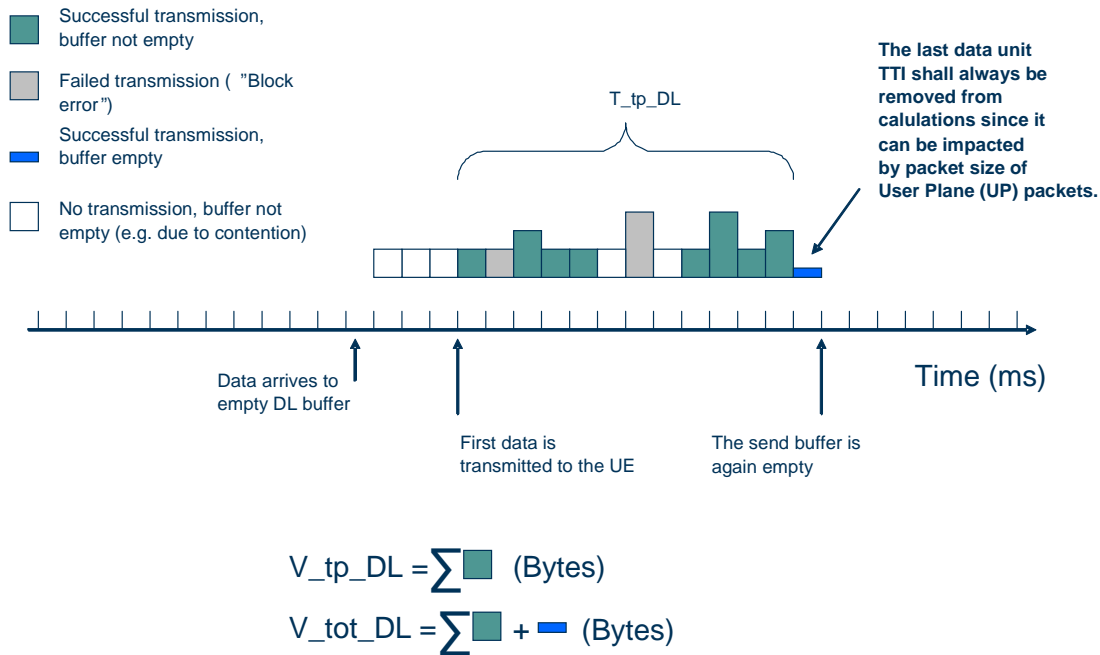 Successful transmission,
buffer not empty
Failed transmission ( ”Block
error”)
Successful transmission,
buffer empty
No transmission, buffer not
empty (e.g. due to contention)
T_tp_DL
The last data unit
TTI shall always be
removed from
calulations since it
can be impacted
by packet size of
User Plane (UP) packets.
Data arrives to
empty DL buffer
First data is
transmitted to the UE
The send buffer is
again empty
Time (ms)
V_tp_DL = ∑ (Bytes)
V_tot_DL = ∑ + (Bytes)